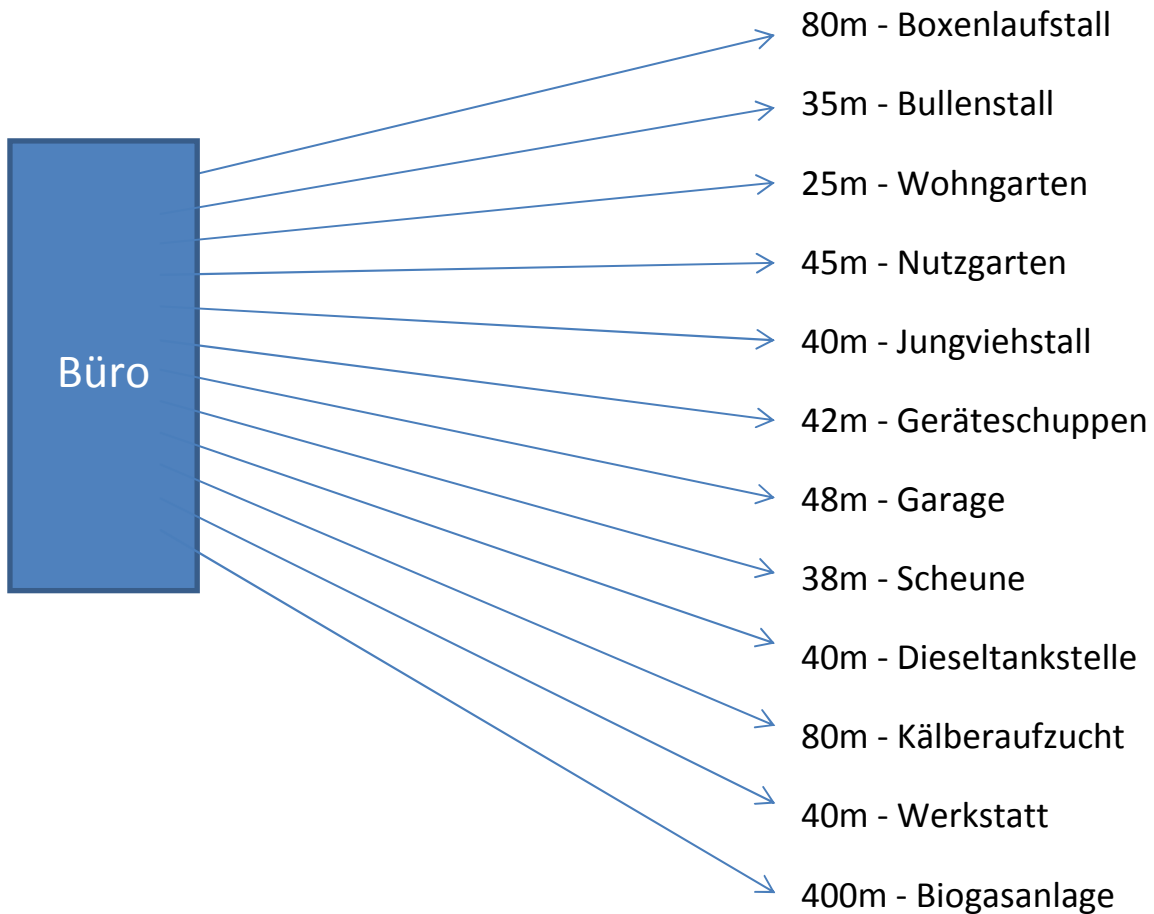 80m - Boxenlaufstall
35m - Bullenstall
25m - Wohngarten
45m - Nutzgarten
40m - Jungviehstall
Büro
42m - Geräteschuppen
48m - Garage
38m - Scheune
40m - Dieseltankstelle
80m - Kälberaufzucht
40m - Werkstatt
400m - Biogasanlage